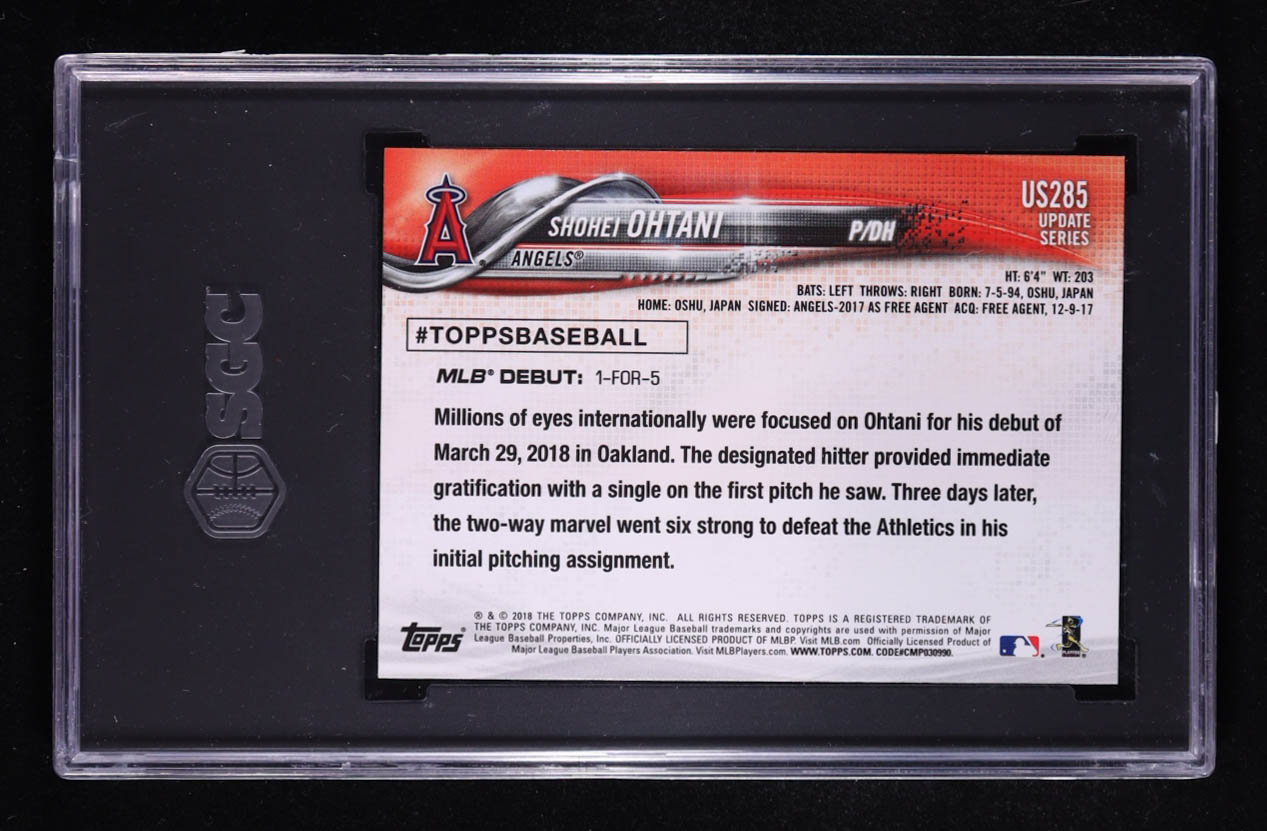 SGC
A
SHOHEI OHTANI
P/DH
ANGELS®
US285
UPDATE
SERIES
HT: 6'4" WT: 203
BATS: LEFT THROWS: RIGHT BORN: 7-5-94, OSHU, JAPAN
HOME: OSHU, JAPAN SIGNED: ANGELS-2017 AS FREE AGENT ACQ: FREE AGENT, 12-9-17
#TOPPSBASEBALL
MLB® DEBUT: 1-FOR-5
Millions of eyes internationally were focused on Ohtani for his debut of
March 29, 2018 in Oakland. The designated hitter provided immediate
gratification with a single on the first pitch he saw. Three days later,
the two-way marvel went six strong to defeat the Athletics in his
initial pitching assignment.
Topps®
® & © 2018 THE TOPPS COMPANY, INC. ALL RIGHTS RESERVED. TOPPS IS A REGISTERED TRADEMARK OF
THE TOPPS COMPANY, INC. Major League Baseball trademarks and copyrights are used with permission of Major
League Baseball Properties, Inc. OFFICIALLY LICENSED PRODUCT OF MLBP. Visit MLB.com Officially Licensed Product of
Major League Baseball Players Association. Visit MLBPlayers.com. WWW.TOPPS.COM. CODE#CMP030990.
PLAYERS